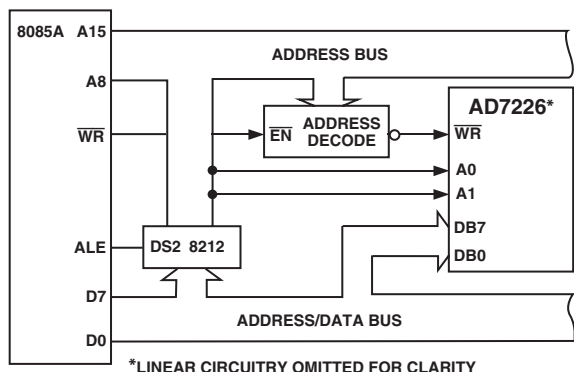 8085A A15
A8
WR
ALE
D7
D0
ADDRESS BUS
EN ADDRESS
DECODE
DS2 8212
ADDRESS/DATA BUS
AD7226*
WR
A0
A1
DB7
DB0
*LINEAR CIRCUITRY OMITTED FOR CLARITY